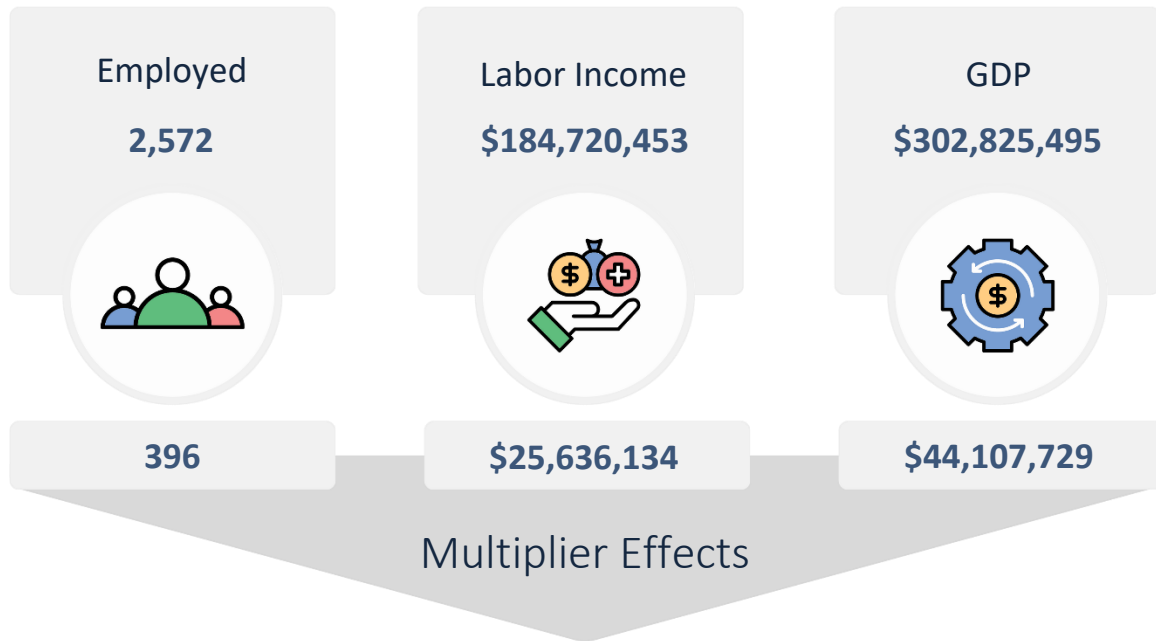 Employed
2,572
Labor Income
$184,720,453
GDP
$302,825,495
$
$
396
$25,636,134
$44,107,729
Multiplier Effects